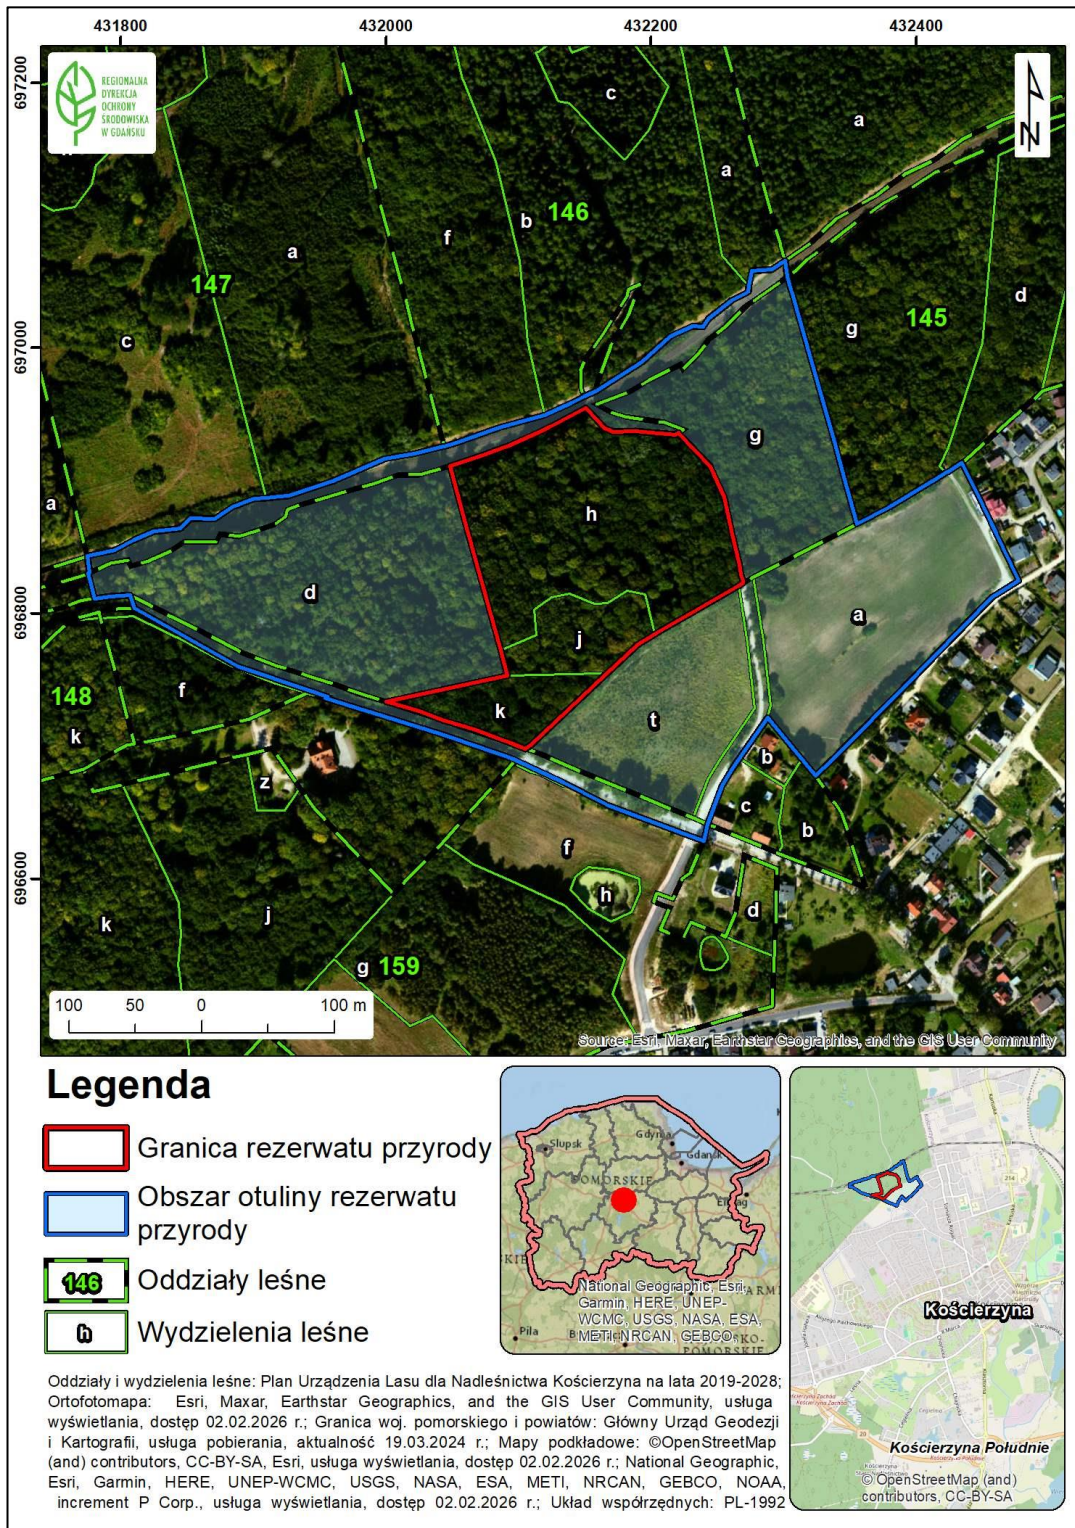 431800 432000 432200 432400
697200
697000
696800
696600
REGIONALNA
DYREKCJA
OCHRONY
ŚRODOWISKA
W GDAŃSKU
N
c
a
a
b
146
f
a
147
c
g
145
d
a
g
h
d
a
j
148
f
k
k
t
b
z
c
b
f
h
d
k
j
g 159
100 50 0 100 m
Source: Esri, Maxar, Earthstar Geographics, and the GIS User Community
Legenda
Granica rezerwatu przyrody
Obszar otuliny rezerwatu
przyrody
146 Oddziały leśne
h Wydzielenia leśne
Słupsk
Gdynia
Gdańsk
POMORSKIE
Elbląg
Piła
National Geographic, Esri,
Garmin, HERE, UNEP-
WCMC, USGS, NASA, ESA,
METI, NRCAN, GEBCO,
214
Kościerzyna
20
Kościerzyna Południe
© OpenStreetMap (and)
contributors, CC-BY-SA
Oddziały i wydzielenia leśne: Plan Urządzenia Lasu dla Nadleśnictwa Kościerzyna na lata 2019-2028;
Ortofotomapa: Esri, Maxar, Earthstar Geographics, and the GIS User Community, usługa
wyświetlania, dostęp 02.02.2026 r.; Granica woj. pomorskiego i powiatów: Główny Urząd Geodezji
i Kartografii, usługa pobierania, aktualność 19.03.2024 r.; Mapy podkładowe: ©OpenStreetMap
(and) contributors, CC-BY-SA, Esri, usługa wyświetlania, dostęp 02.02.2026 r.; National Geographic,
Esri, Garmin, HERE, UNEP-WCMC, USGS, NASA, ESA, METI, NRCAN, GEBCO, NOAA,
increment P Corp., usługa wyświetlania, dostęp 02.02.2026 r.; Układ współrzędnych: PL-1992